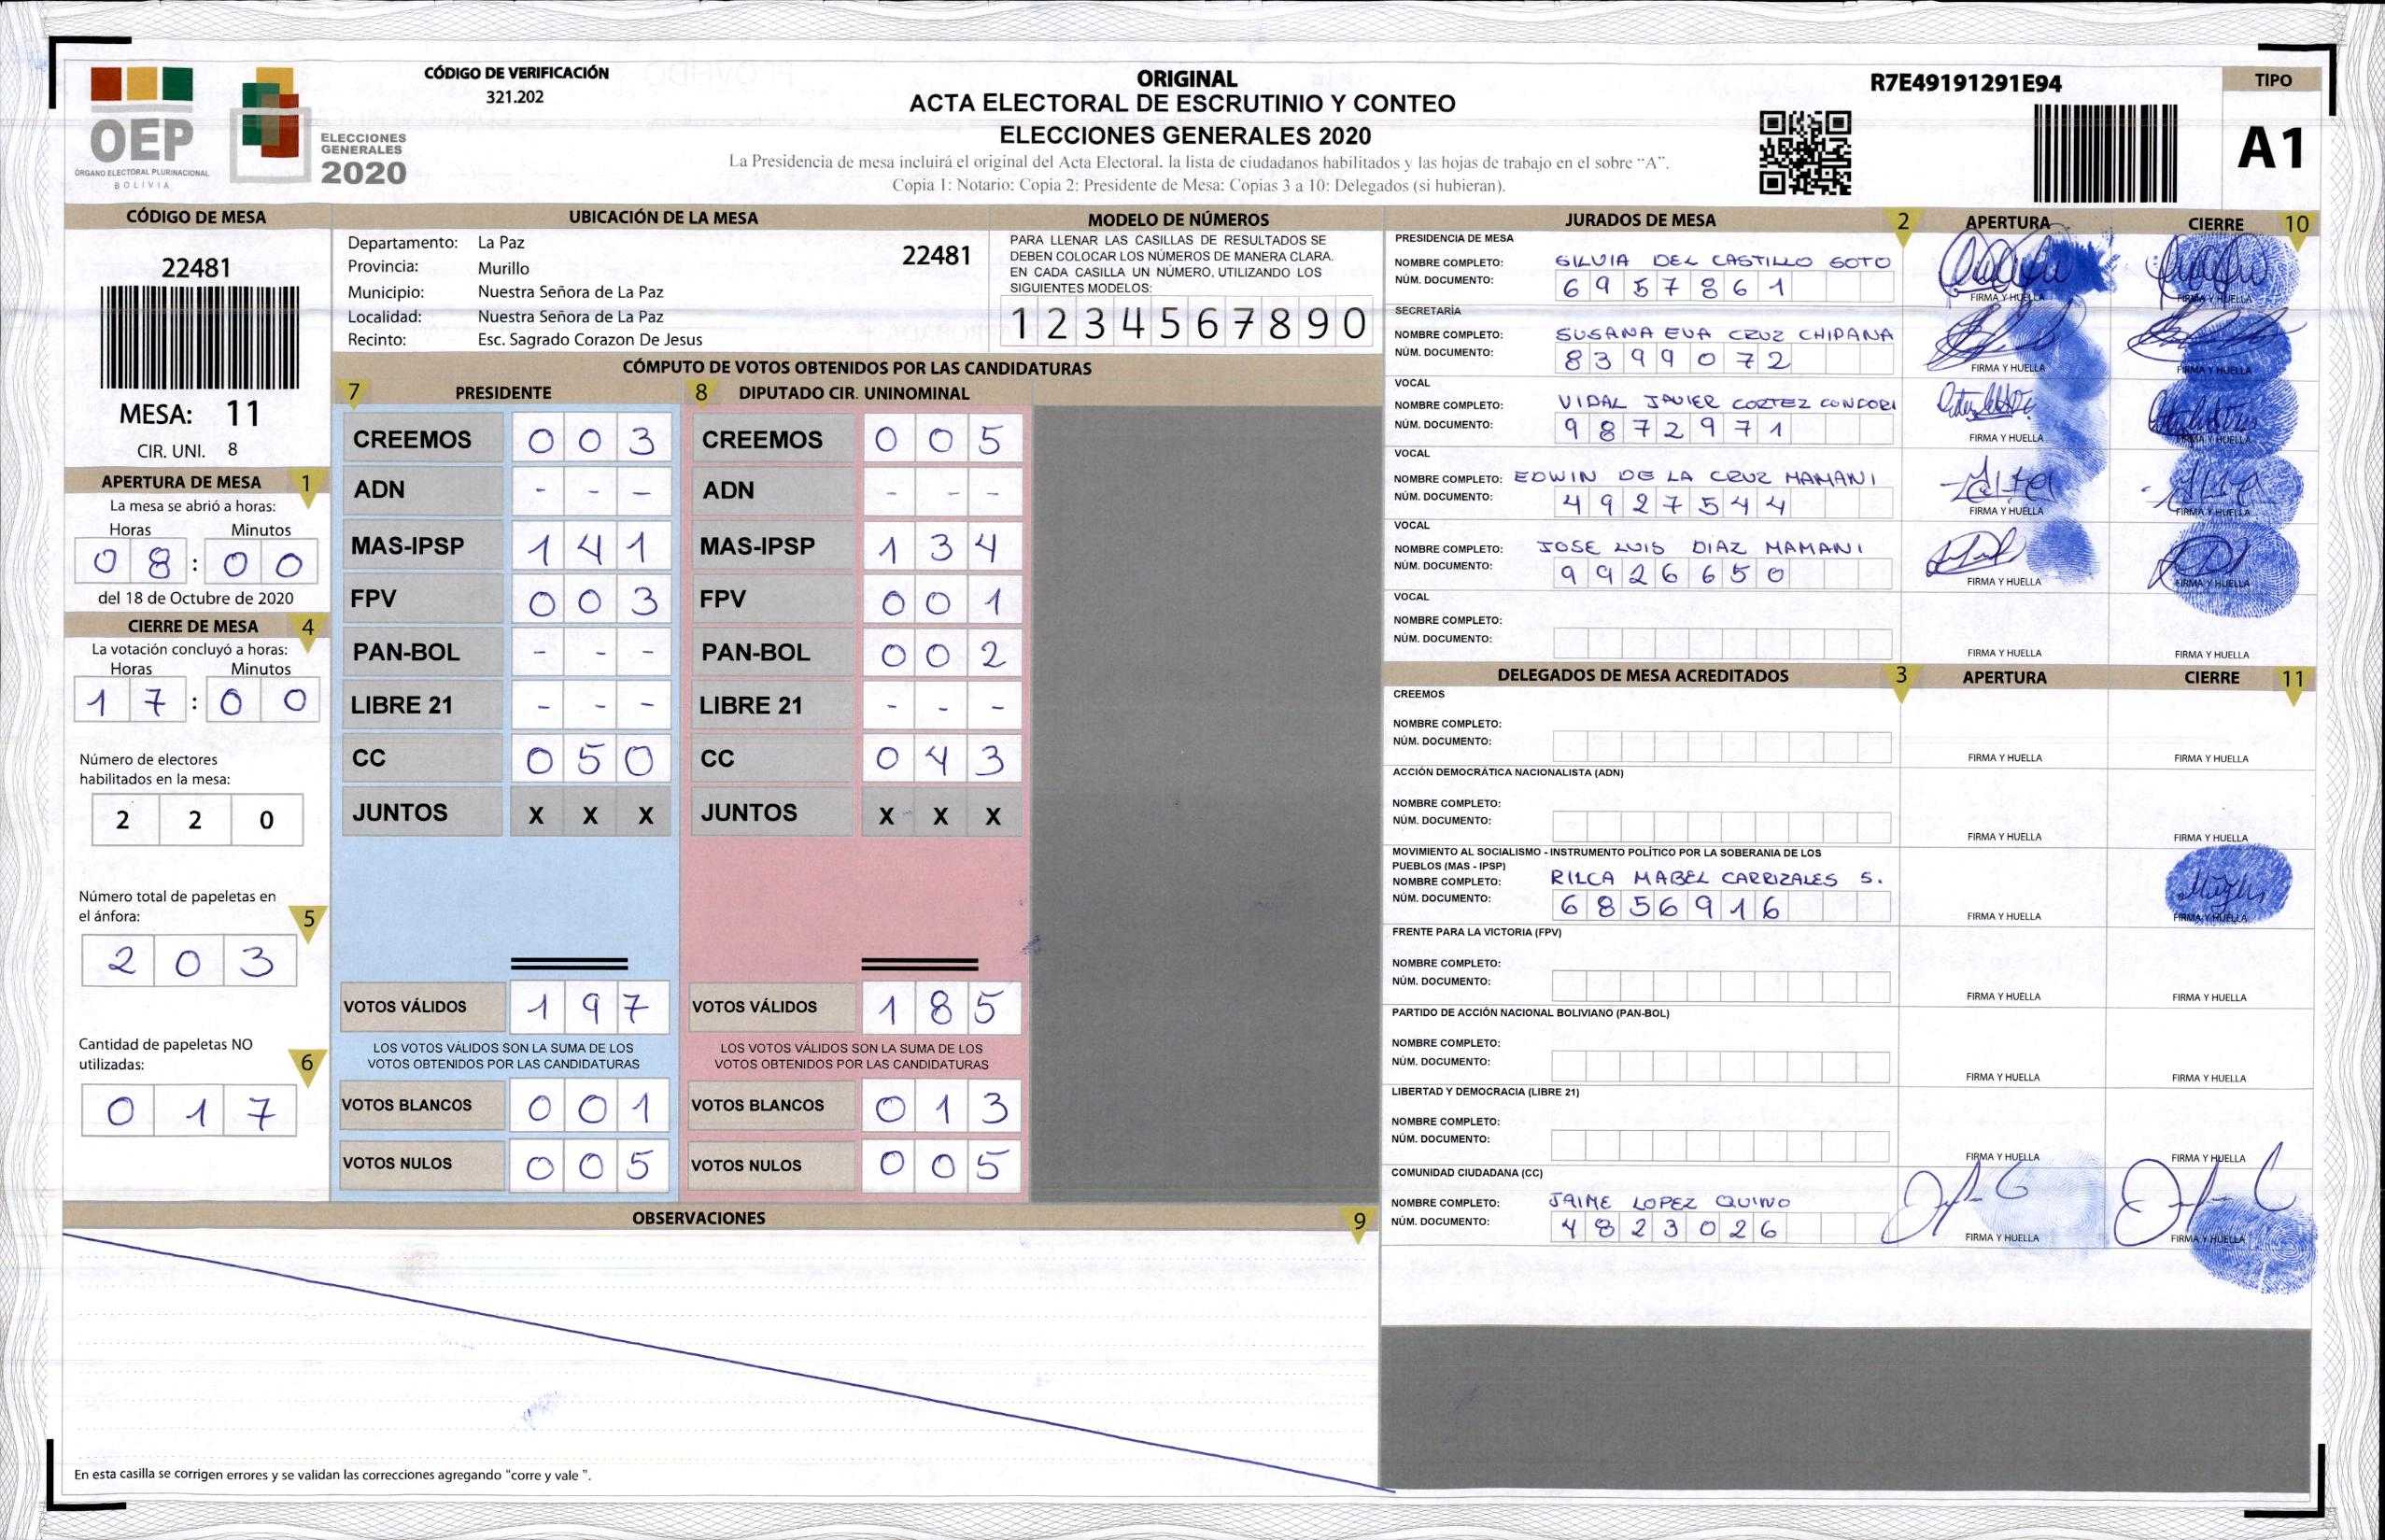 OEP
ÓRGANO ELECTORAL PLURINACIONAL
BOLIVIA
ELECCIONES
GENERALES
2020
CÓDIGO DE VERIFICACIÓN
321.202
ORIGINAL
ACTA ELECTORAL DE ESCRUTINIO Y CONTEO
ELECCIONES GENERALES 2020
La Presidencia de mesa incluirá el original del Acta Electoral, la lista de ciudadanos habilitados y las hojas de trabajo en el sobre “A”.
Copia 1: Notario: Copia 2: Presidente de Mesa: Copias 3 a 10: Delegados (si hubieran).
R7E49191291E94
TIPO
A1
CÓDIGO DE MESA
22481
MESA: 11
CIR. UNI. 8
APERTURA DE MESA 1
La mesa se abrió a horas:
Horas Minutos
0 8 : 0 0
del 18 de Octubre de 2020
CIERRE DE MESA 4
La votación concluyó a horas:
Horas Minutos
1 7 : 0 0
Número de electores
habilitados en la mesa:
2 2 0
Número total de papeletas en
el ánfora: 5
2 0 3
Cantidad de papeletas NO
utilizadas: 6
0 1 7
UBICACIÓN DE LA MESA
Departamento: La Paz 22481
Provincia: Murillo
Municipio: Nuestra Señora de La Paz
Localidad: Nuestra Señora de La Paz
Recinto: Esc. Sagrado Corazon De Jesus
MODELO DE NÚMEROS
PARA LLENAR LAS CASILLAS DE RESULTADOS SE
DEBEN COLOCAR LOS NÚMEROS DE MANERA CLARA.
EN CADA CASILLA UN NÚMERO, UTILIZANDO LOS
SIGUIENTES MODELOS:
1 2 3 4 5 6 7 8 9 0
CÓMPUTO DE VOTOS OBTENIDOS POR LAS CANDIDATURAS
7 PRESIDENTE
CREEMOS 0 0 3
ADN - - -
MAS-IPSP 1 4 1
FPV 0 0 3
PAN-BOL - - -
LIBRE 21 - - -
CC 0 5 0
JUNTOS X X X
VOTOS VÁLIDOS 1 9 7
LOS VOTOS VÁLIDOS SON LA SUMA DE LOS
VOTOS OBTENIDOS POR LAS CANDIDATURAS
VOTOS BLANCOS 0 0 1
VOTOS NULOS 0 0 5
8 DIPUTADO CIR. UNINOMINAL
CREEMOS 0 0 5
ADN - - -
MAS-IPSP 1 3 4
FPV 0 0 1
PAN-BOL 0 0 2
LIBRE 21 - - -
CC 0 4 3
JUNTOS X X X
VOTOS VÁLIDOS 1 8 5
LOS VOTOS VÁLIDOS SON LA SUMA DE LOS
VOTOS OBTENIDOS POR LAS CANDIDATURAS
VOTOS BLANCOS 0 1 3
VOTOS NULOS 0 0 5
OBSERVACIONES 9
En esta casilla se corrigen errores y se validan las correcciones agregando “corre y vale ”.
JURADOS DE MESA 2 APERTURA CIERRE 10
PRESIDENCIA DE MESA
NOMBRE COMPLETO: SILVIA DEL CASTILLO SOTO
NÚM. DOCUMENTO: 6 9 5 7 8 6 1
FIRMA Y HUELLA FIRMA Y HUELLA
SECRETARÍA
NOMBRE COMPLETO: SUSANA EVA CRUZ CHIPANA
NÚM. DOCUMENTO: 8 3 9 9 0 7 2
FIRMA Y HUELLA FIRMA Y HUELLA
VOCAL
NOMBRE COMPLETO: VIDAL JAVIER CORTEZ CONDORI
NÚM. DOCUMENTO: 9 8 7 2 9 7 1
FIRMA Y HUELLA FIRMA Y HUELLA
VOCAL
NOMBRE COMPLETO: EDWIN DE LA CRUZ MAMANI
NÚM. DOCUMENTO: 4 9 2 7 5 4 4
FIRMA Y HUELLA FIRMA Y HUELLA
VOCAL
NOMBRE COMPLETO: JOSE LUIS DIAZ MAMANI
NÚM. DOCUMENTO: 9 9 2 6 6 5 0
FIRMA Y HUELLA FIRMA Y HUELLA
VOCAL
NOMBRE COMPLETO:
NÚM. DOCUMENTO:
FIRMA Y HUELLA FIRMA Y HUELLA
DELEGADOS DE MESA ACREDITADOS 3 APERTURA CIERRE 11
CREEMOS
NOMBRE COMPLETO:
NÚM. DOCUMENTO:
FIRMA Y HUELLA FIRMA Y HUELLA
ACCIÓN DEMOCRÁTICA NACIONALISTA (ADN)
NOMBRE COMPLETO:
NÚM. DOCUMENTO:
FIRMA Y HUELLA FIRMA Y HUELLA
MOVIMIENTO AL SOCIALISMO - INSTRUMENTO POLÍTICO POR LA SOBERANIA DE LOS
PUEBLOS (MAS - IPSP)
NOMBRE COMPLETO: RILCA MABEL CARRIZALES S.
NÚM. DOCUMENTO: 6 8 5 6 9 1 6
FIRMA Y HUELLA FIRMA Y HUELLA
FRENTE PARA LA VICTORIA (FPV)
NOMBRE COMPLETO:
NÚM. DOCUMENTO:
FIRMA Y HUELLA FIRMA Y HUELLA
PARTIDO DE ACCIÓN NACIONAL BOLIVIANO (PAN-BOL)
NOMBRE COMPLETO:
NÚM. DOCUMENTO:
FIRMA Y HUELLA FIRMA Y HUELLA
LIBERTAD Y DEMOCRACIA (LIBRE 21)
NOMBRE COMPLETO:
NÚM. DOCUMENTO:
FIRMA Y HUELLA FIRMA Y HUELLA
COMUNIDAD CIUDADANA (CC)
NOMBRE COMPLETO: JAIME LOPEZ QUINO
NÚM. DOCUMENTO: 4 8 2 3 0 2 6
FIRMA Y HUELLA FIRMA Y HUELLA